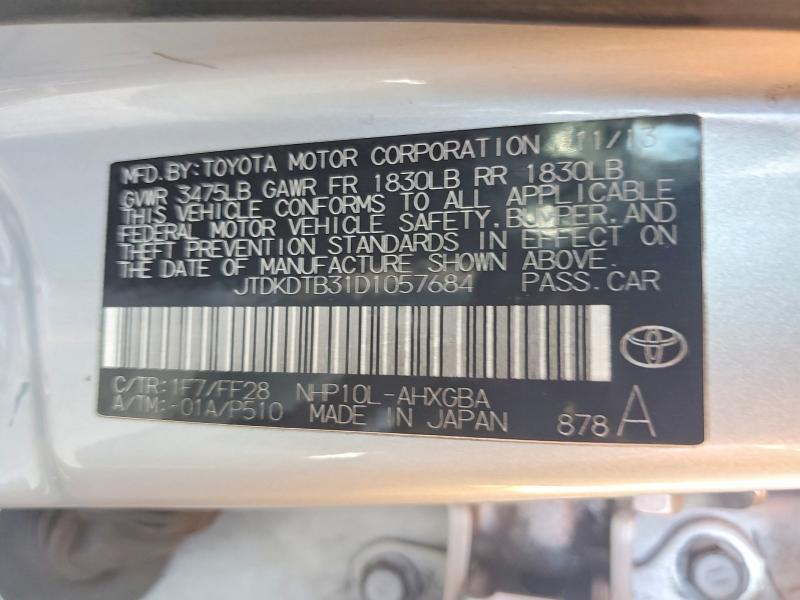 MFD.BY:TOYOTA MOTOR CORPORATION 11/13
GVWR 3475LB GAWR FR 1830LB RR 1830LB
THIS VEHICLE CONFORMS TO ALL APPLICABLE
FEDERAL MOTOR VEHICLE SAFETY,BUMPER,AND
THEFT PREVENTION STANDARDS IN EFFECT ON
THE DATE OF MANUFACTURE SHOWN ABOVE.
JTDKDTB31D1057684 PASS.CAR
C/TR:1F7/FF28 NHP10L-AHXGBA
A/TM:-01A/P510 MADE IN JAPAN 878 A